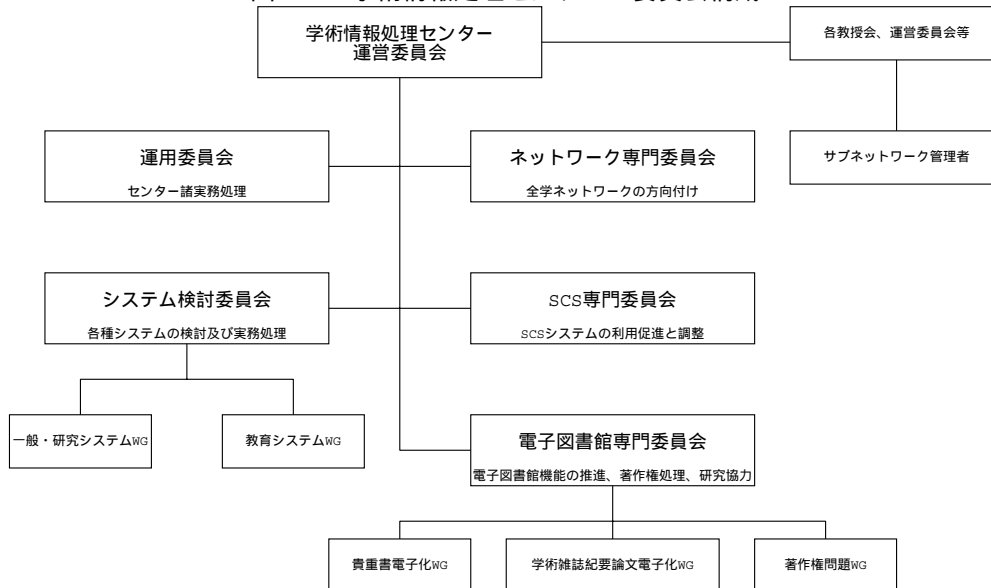 学術情報処理センター
運営委員会
各教授会、運営委員会等
運用委員会
センター諸実務処理
ネットワーク専門委員会
全学ネットワークの方向付け
サブネットワーク管理者
システム検討委員会
各種システムの検討及び実務処理
SCS専門委員会
SCSシステムの利用促進と調整
一般・研究システムWG
教育システムWG
電子図書館専門委員会
電子図書館機能の推進、著作権処理、研究協力
貴重書電子化WG
学術雑誌紀要論文電子化WG
著作権問題WG